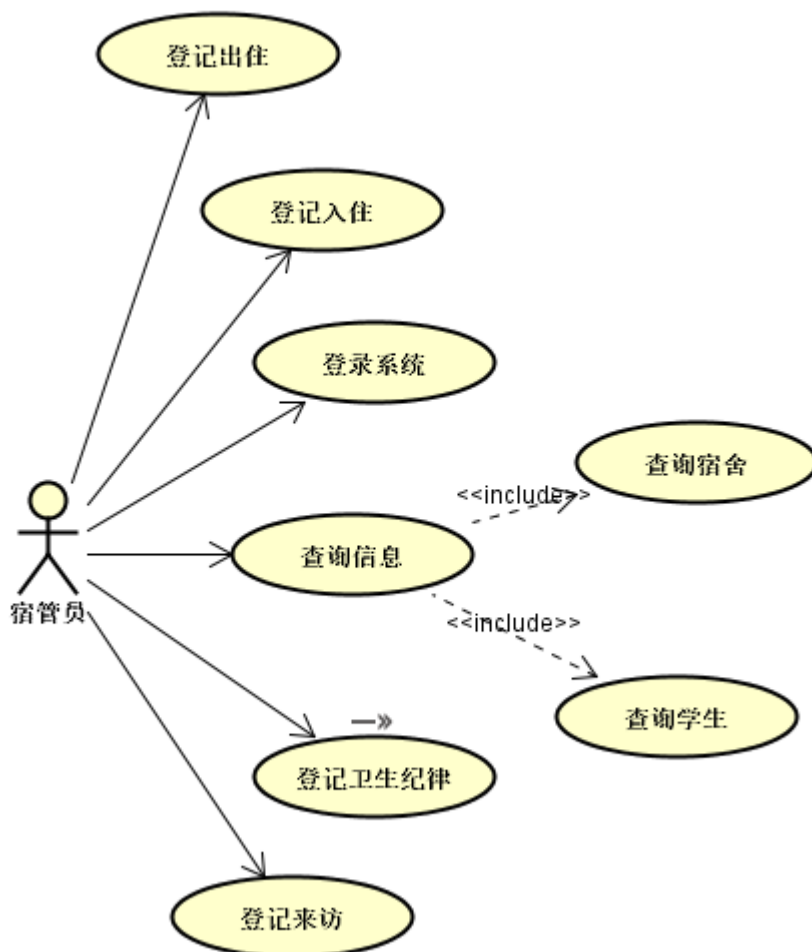 登记出住
登记入住
登录系统
查询宿舍
<<include>>
查询信息
宿管员
<<include>>
查询学生
登记卫生纪律
登记来访